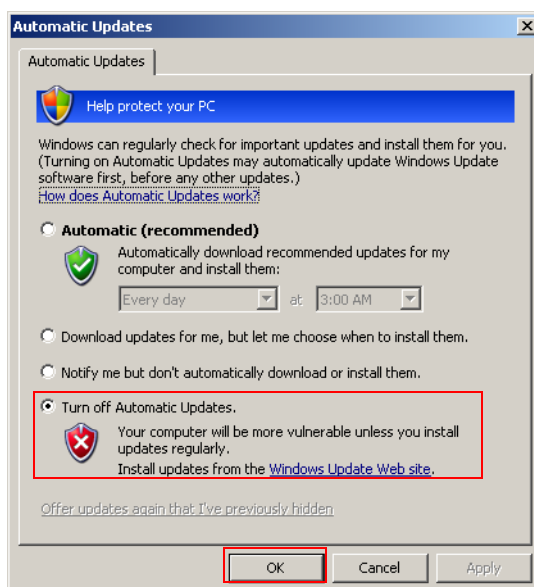 Automatic Updates
Automatic Updates
Help protect your PC
Windows can regularly check for important updates and install them for you.
(Turning on Automatic Updates may automatically update Windows Update
software first, before any other updates.)
How does Automatic Updates work?
Automatic (recommended)
Automatically download recommended updates for my
computer and install them:
Every day at 3:00 AM
Download updates for me, but let me choose when to install them.
Notify me but don't automatically download or install them.
Turn off Automatic Updates.
Your computer will be more vulnerable unless you install
updates regularly.
Install updates from the Windows Update Web site.
Offer updates again that I've previously hidden
OK Cancel Apply